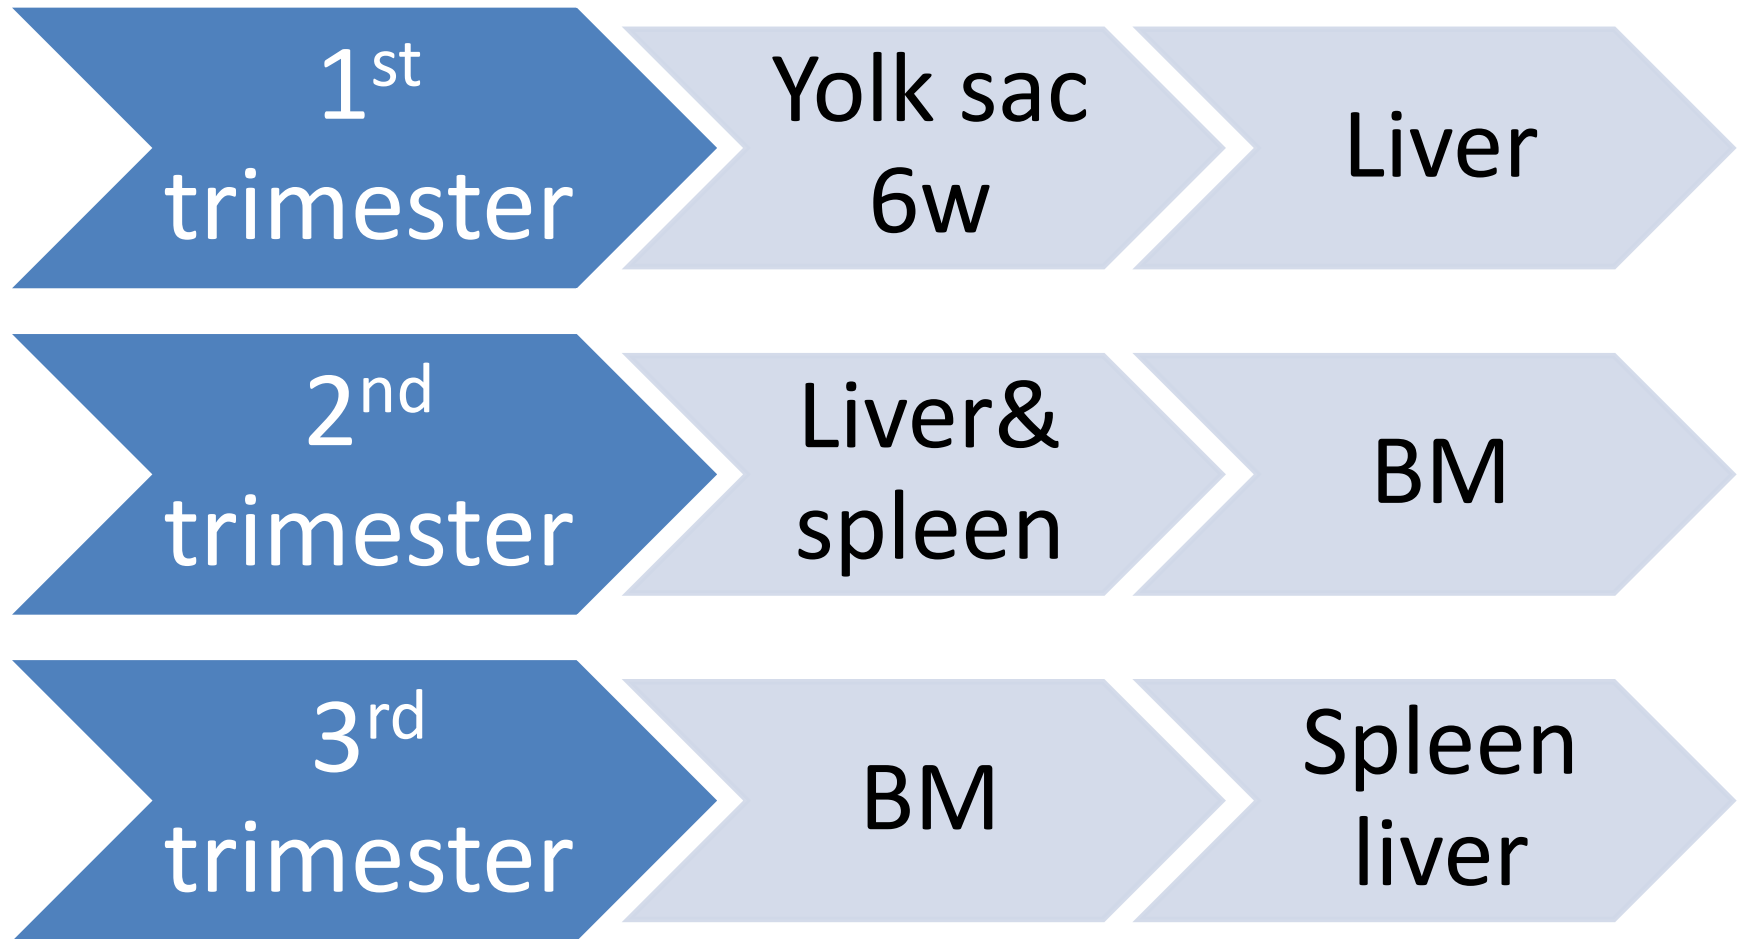 1st
trimester
Yolk sac
6w
Liver
2nd
trimester
Liver&
spleen
BM
3rd
trimester
BM
Spleen
liver